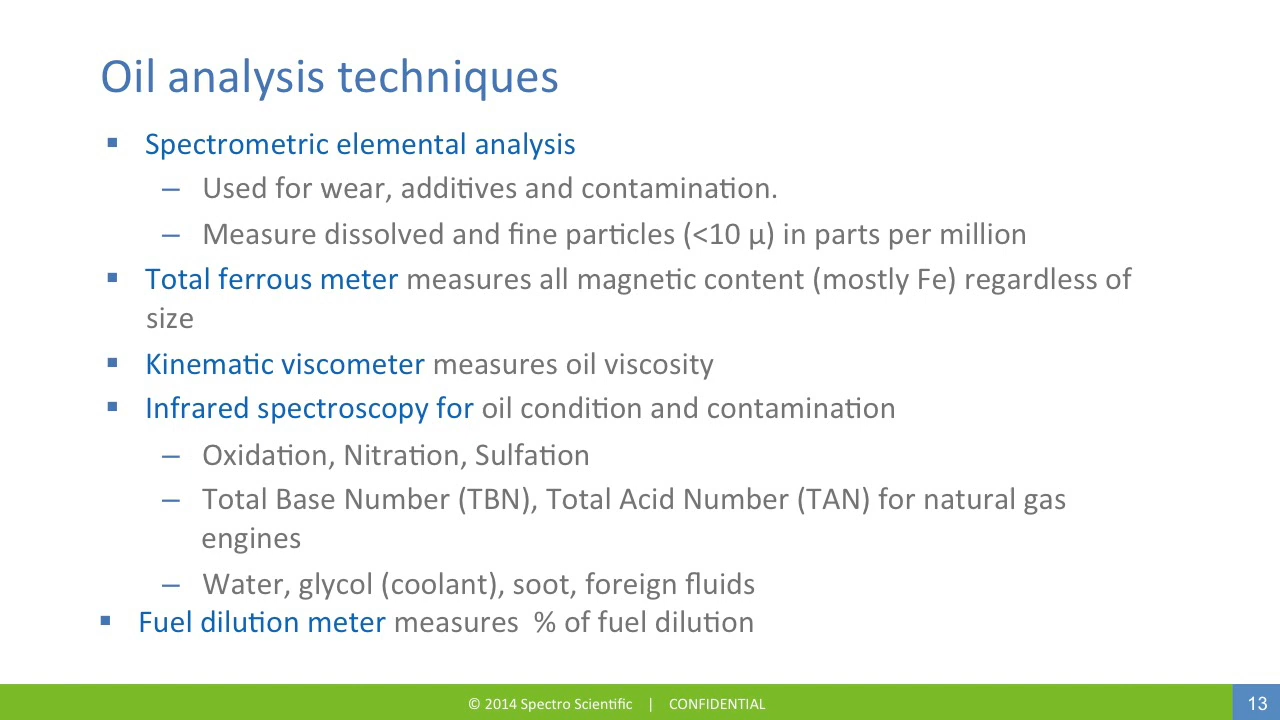 Oil analysis techniques
▪ Spectrometric elemental analysis
– Used for wear, additives and contamination.
– Measure dissolved and fine particles (<10 µ) in parts per million
▪ Total ferrous meter measures all magnetic content (mostly Fe) regardless of
size
▪ Kinematic viscometer measures oil viscosity
▪ Infrared spectroscopy for oil condition and contamination
– Oxidation, Nitration, Sulfation
– Total Base Number (TBN), Total Acid Number (TAN) for natural gas
engines
– Water, glycol (coolant), soot, foreign fluids
▪ Fuel dilution meter measures  % of fuel dilution
© 2014 Spectro Scientific | CONFIDENTIAL
13